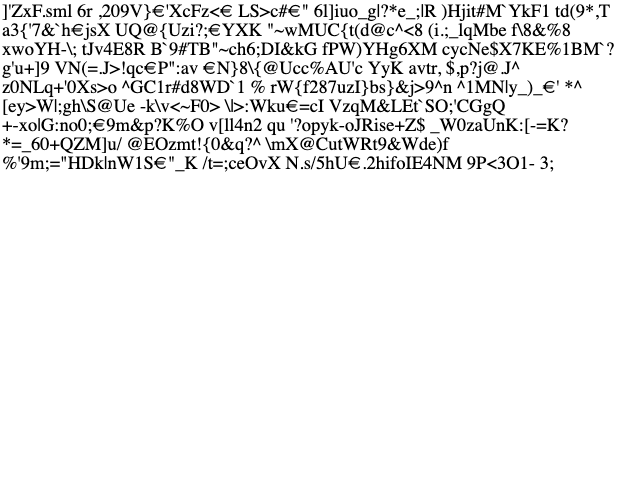 ]'ZxF.sml 6r ,209V}€'XcFz<€ LS>c#€" 6l]iuo_gl?*e_;|R )Hjit#M`YkF1 td(9*,T
a3{'7&`h€jsX UQ@{Uzi?;€YXK "~wMUC{t(d@c^<8 (i.;_lqMbe f\8&%8
xwoYH-\; tJv4E8R B`9#TB"~ch6;DI&kG fPW)YHg6XM cycNe$X7KE%1BM`?
g'u+]9 VN(=.J>!qc€P":av €N}8\{@Ucc%AU'c YyK avtr, $,p?j@.J^
z0NLq+'0Xs>o ^GC1r#d8WD`1 % rW{f287uzI}bs}&j>9^n ^1MN|y_)_€' *^
[ey>W|;gh\S@Ue -k\v<~F0> \|>:Wku€=cI VzqM&LEt`SO;'CGgQ
+-xo|G:no0;€9m&p?K%O v[ll4n2 qu '?opyk-oJRise+Z$ _W0zaUnK:[-=K?
*=_60+QZM]u/ @EOzmt!{0&q?^ \mX@CutWRt9&Wde)f
%'9m;="HDk|nW1S€"_K /t=;ceOvX N.s/5hU€.2hifoIE4NM 9P<3O1- 3;